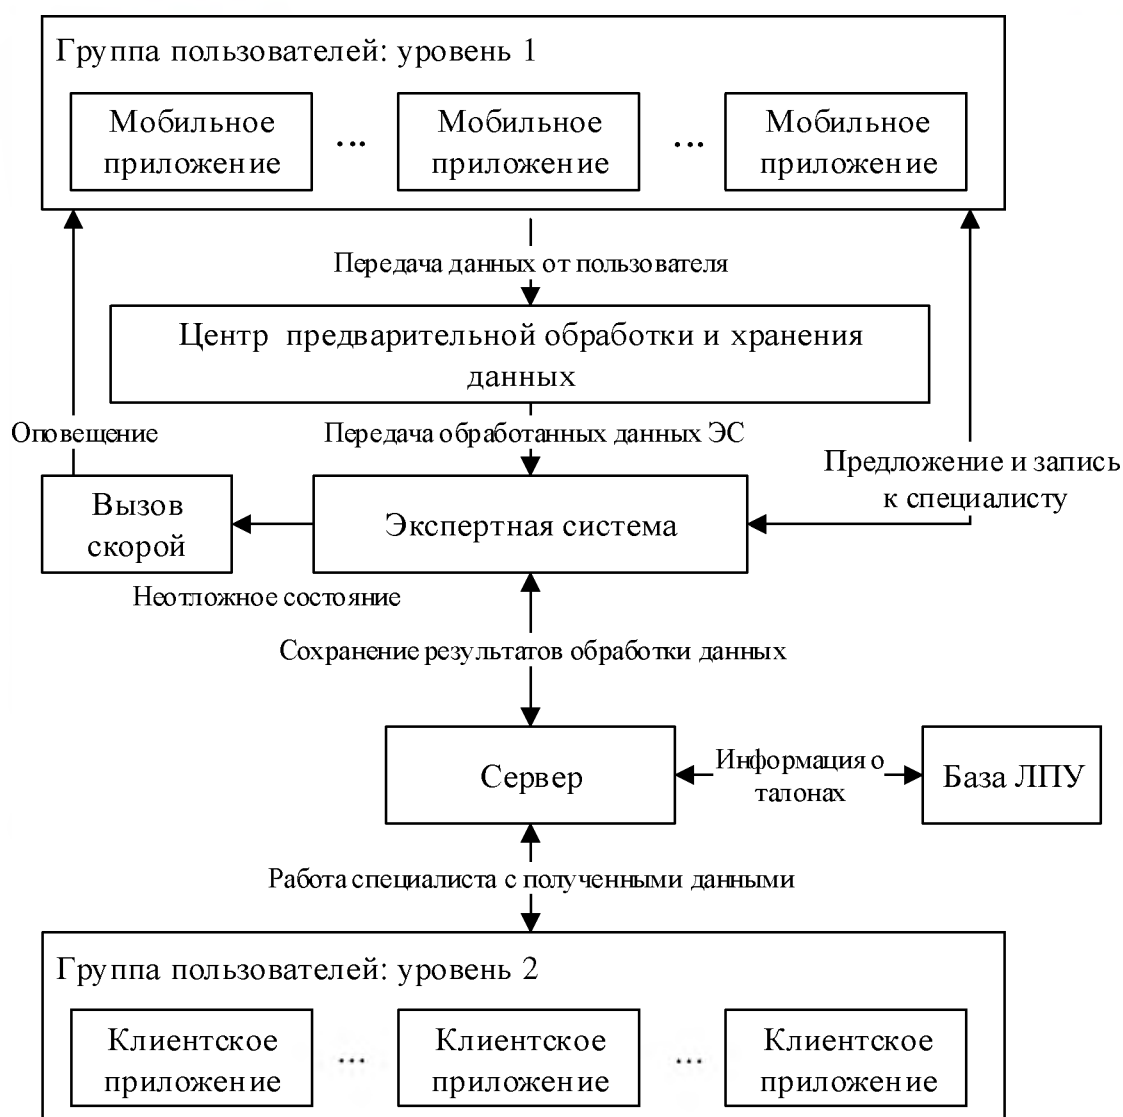 Группа пользователей: уровень 1
Мобильное
приложение
...
Мобильное
приложение
...
Мобильное
приложение
Передача данных от пользователя
Центр предварительной обработки и хранения
данных
Оповещение
Передача обработанных данных ЭС
Предложение и запись
к специалисту
Вызов
скорой
Экспертная система
Неотложное состояние
Сохранение результатов обработки данных
Сервер
Информация о
талонах
База ЛПУ
Работа специалиста с полученными данными
Группа пользователей: уровень 2
Клиентское
приложение
...
Клиентское
приложение
...
Клиентское
приложение